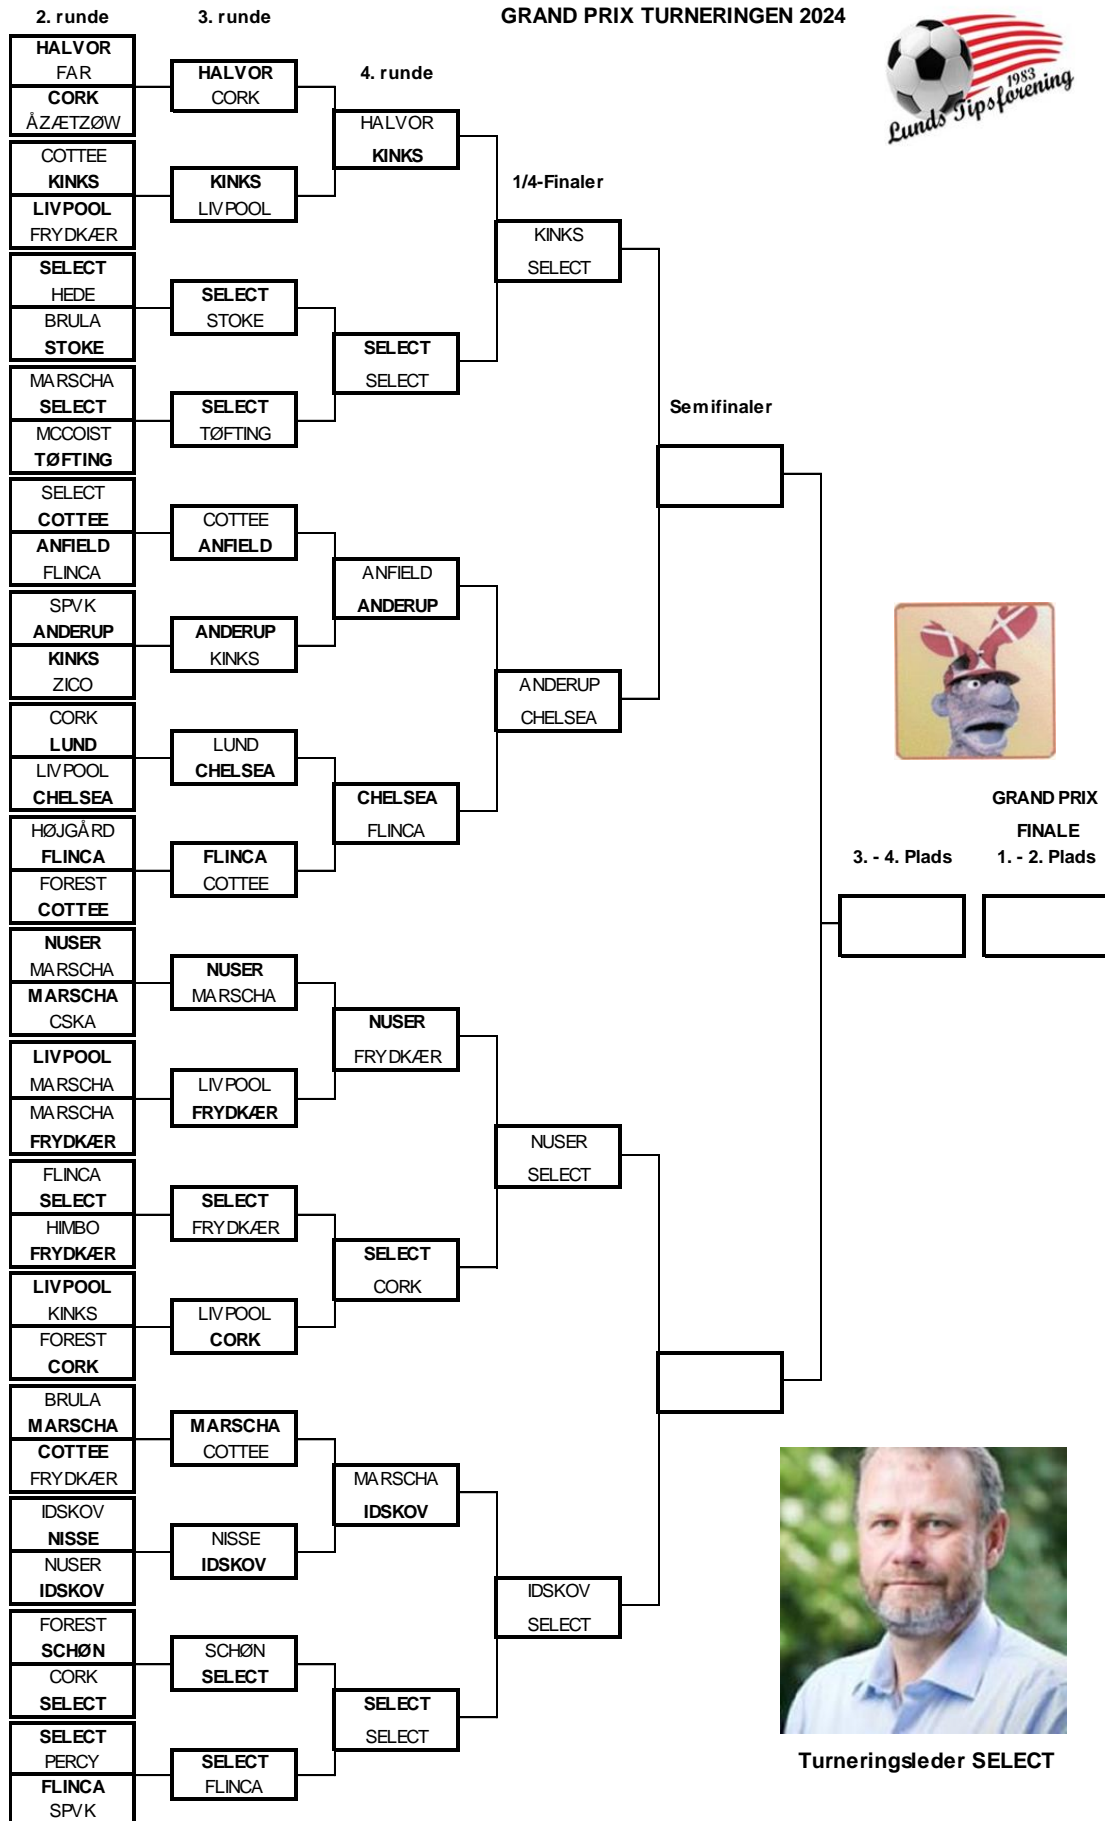 2. runde
3. runde
GRAND PRIX TURNERINGEN 2024
1983
Lunds Tipsforening
HALVOR
FAR
CORK
ÅZÆTZØW
COTTEE
KINKS
LIVPOOL
FRYDKÆR
SELECT
HEDE
BRULA
STOKE
MARSCHA
SELECT
MCCOIST
TØFTING
SELECT
COTTEE
ANFIELD
FLINCA
SPVK
ANDERUP
KINKS
ZICO
CORK
LUND
LIVPOOL
CHELSEA
HØJGÅRD
FLINCA
FOREST
COTTEE
NUSER
MARSCHA
MARSCHA
CSKA
LIVPOOL
MARSCHA
MARSCHA
FRYDKÆR
FLINCA
SELECT
HIMBO
FRYDKÆR
LIVPOOL
KINKS
FOREST
CORK
BRULA
MARSCHA
COTTEE
FRYDKÆR
IDSKOV
NISSE
NUSER
IDSKOV
FOREST
SCHØN
CORK
SELECT
SELECT
PERCY
FLINCA
SPVK
HALVOR
CORK
KINKS
LIVPOOL
SELECT
STOKE
SELECT
TØFTING
COTTEE
ANFIELD
ANDERUP
KINKS
LUND
CHELSEA
FLINCA
COTTEE
NUSER
MARSCHA
LIVPOOL
FRYDKÆR
SELECT
FRYDKÆR
LIVPOOL
CORK
MARSCHA
COTTEE
NISSE
IDSKOV
SCHØN
SELECT
SELECT
FLINCA
4. runde
HALVOR
KINKS
SELECT
SELECT
ANFIELD
ANDERUP
CHELSEA
FLINCA
NUSER
FRYDKÆR
SELECT
CORK
MARSCHA
IDSKOV
SELECT
SELECT
1/4-Finaler
KINKS
SELECT
ANDERUP
CHELSEA
NUSER
SELECT
IDSKOV
SELECT
Semifinaler
3. - 4. Plads
GRAND PRIX
FINALE
1. - 2. Plads
Turneringsleder SELECT